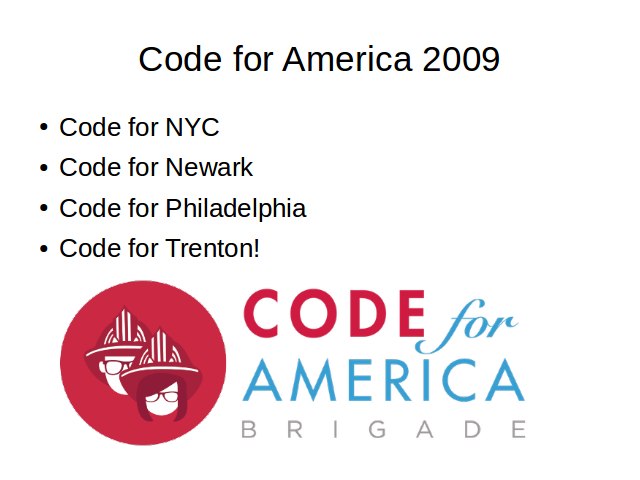 Code for America 2009
• Code for NYC
• Code for Newark
• Code for Philadelphia
• Code for Trenton!
CODE for
AMERICA
BRIGADE